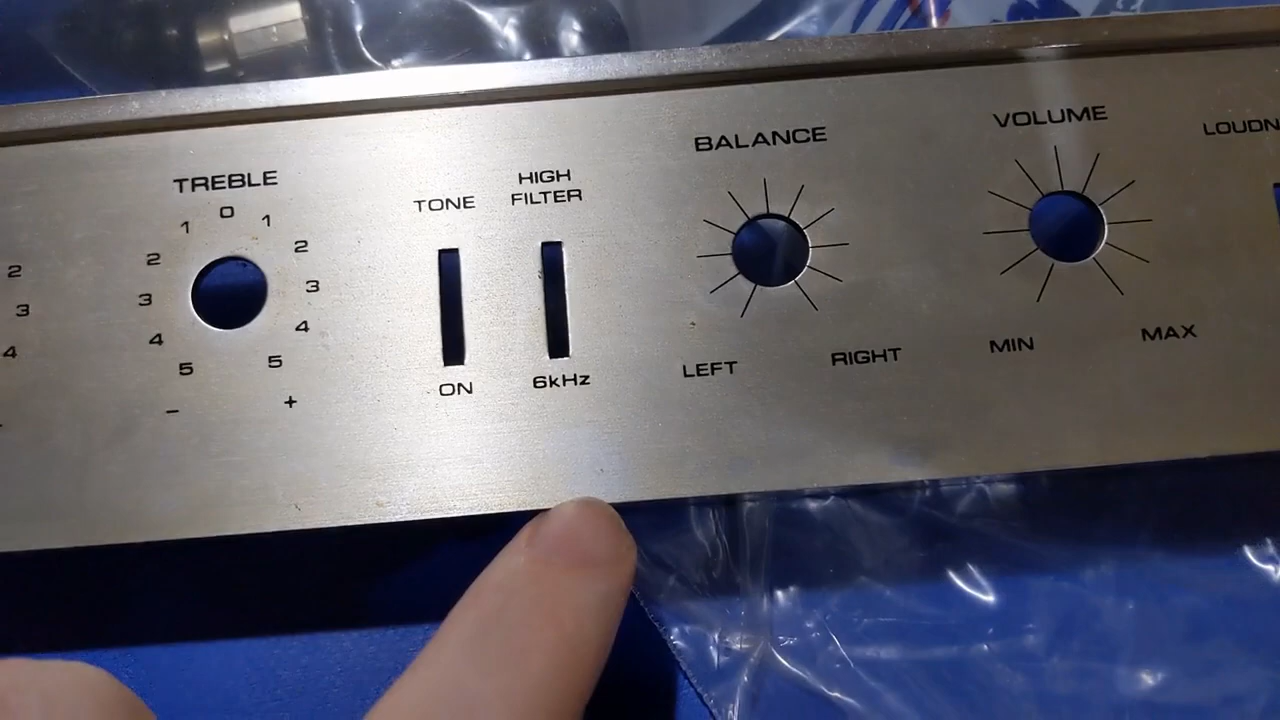 TREBLE
0
1 1
2 2
3 3
4 4
5 5
− +
2
3
4
TONE
ON
HIGH
FILTER
6kHz
BALANCE
LEFT RIGHT
VOLUME
MIN MAX
LOUDN